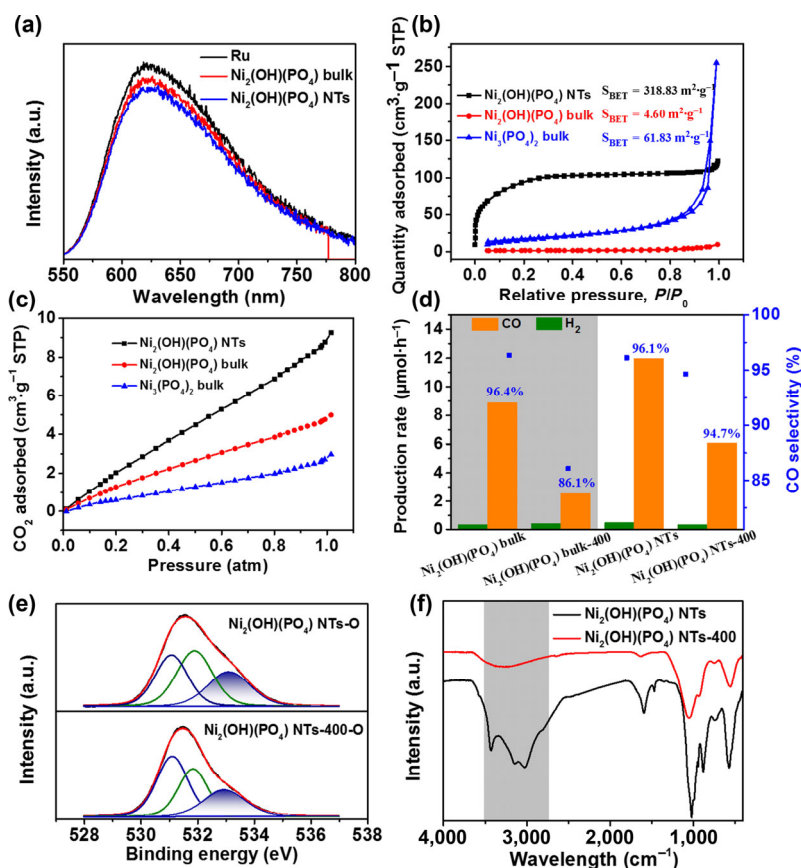 (a)
Ru
Ni2(OH)(PO4) bulk
Ni2(OH)(PO4) NTs
Intensity (a.u.)
550 600 650 700 750 800
Wavelength (nm)
(b)
250
200
150
100
50
0
Ni2(OH)(PO4) NTs SBET = 318.83 m2·g−1
Ni2(OH)(PO4) bulk SBET = 4.60 m2·g−1
Ni3(PO4)2 bulk SBET = 61.83 m2·g−1
Quantity adsorbed (cm3·g−1 STP)
0.0 0.2 0.4 0.6 0.8 1.0
Relative pressure, P/P0
(c)
10
8
6
4
2
0
Ni2(OH)(PO4) NTs
Ni2(OH)(PO4) bulk
Ni3(PO4)2 bulk
CO2 adsorbed (cm3·g−1 STP)
0.0 0.2 0.4 0.6 0.8 1.0
Pressure (atm)
(d)
16
14
12
10
8
6
4
2
0
CO H2
96.4%
86.1%
96.1%
94.7%
Production rate (μmol·h−1)
100
95
90
85
CO selectivity (%)
Ni2(OH)(PO4) bulk
Ni2(OH)(PO4) bulk-400
Ni2(OH)(PO4) NTs
Ni2(OH)(PO4) NTs-400
(e)
Ni2(OH)(PO4) NTs-O
Ni2(OH)(PO4) NTs-400-O
Intensity (a.u.)
528 530 532 534 536 538
Binding energy (eV)
(f)
Ni2(OH)(PO4) NTs
Ni2(OH)(PO4) NTs-400
Intensity (a.u.)
4,000 3,000 2,000 1,000
Wavelength (cm−1)